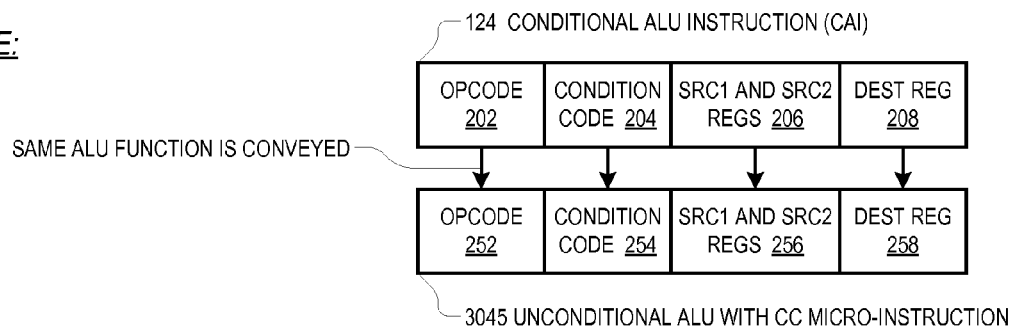 E:
124 CONDITIONAL ALU INSTRUCTION (CAI)
OPCODE 202
CONDITION CODE 204
SRC1 AND SRC2 REGS 206
DEST REG 208
SAME ALU FUNCTION IS CONVEYED
OPCODE 252
CONDITION CODE 254
SRC1 AND SRC2 REGS 256
DEST REG 258
3045 UNCONDITIONAL ALU WITH CC MICRO-INSTRUCTION